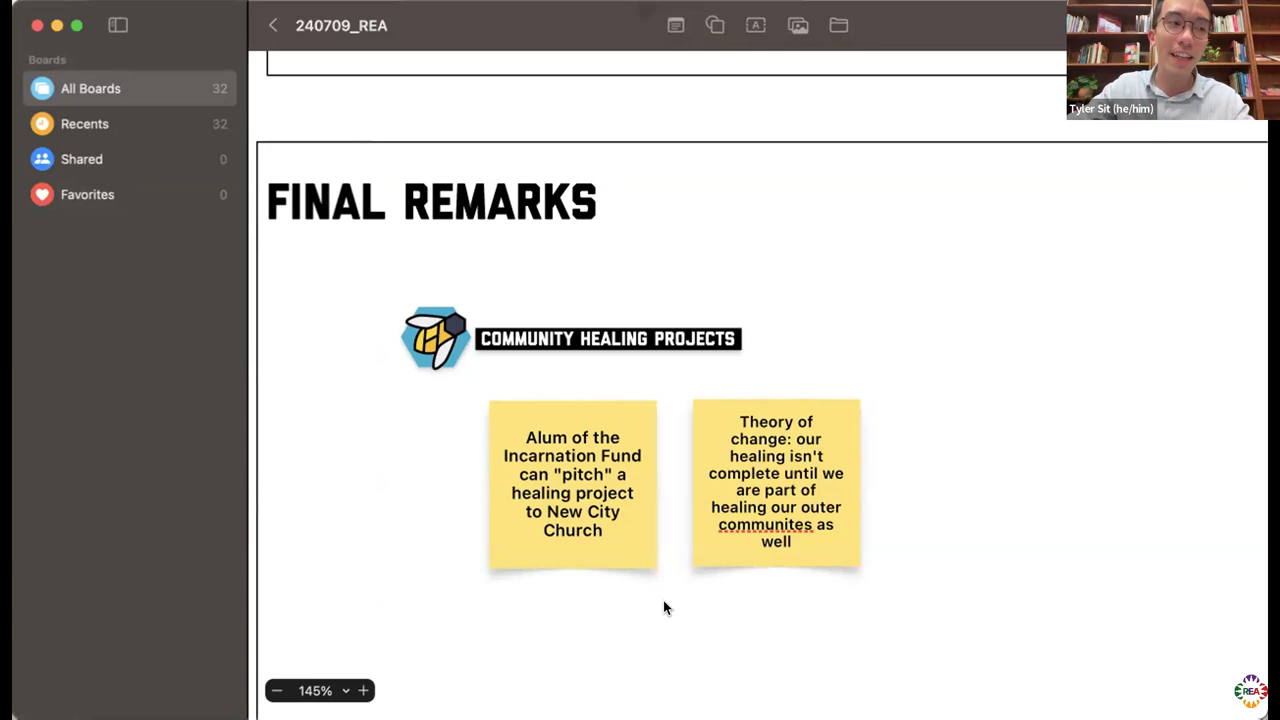 240709_REA
Boards
All Boards 32
Recents 32
Shared 0
Favorites 0
Tyler Sit (he/him)
FINAL REMARKS
COMMUNITY HEALING PROJECTS
Alum of the
Incarnation Fund
can "pitch" a
healing project
to New City
Church
Theory of
change: our
healing isn't
complete until we
are part of
healing our outer
communites as
well
145%
REA